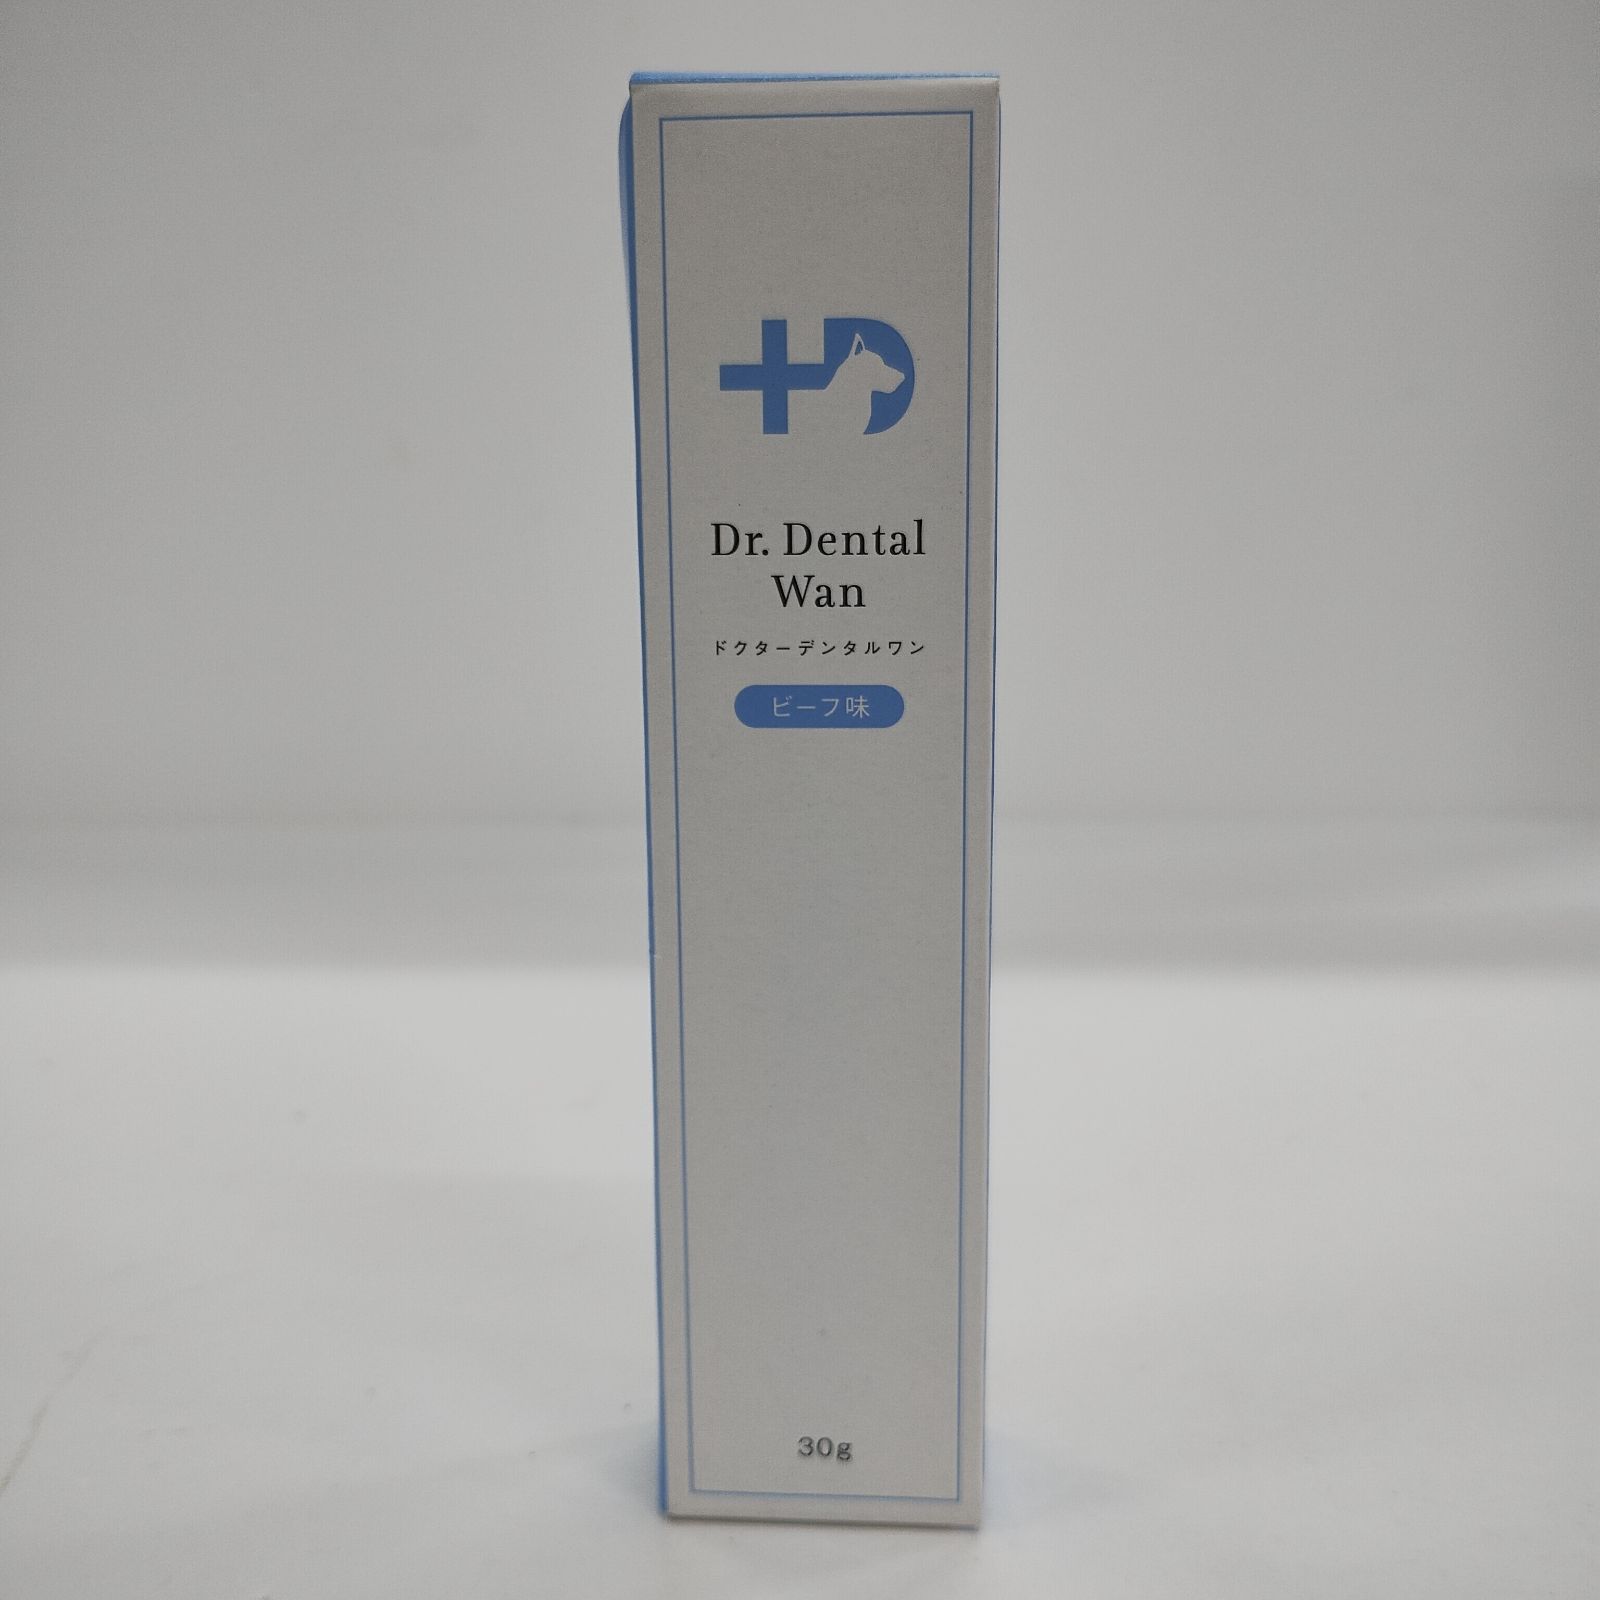 Dr. Dental
Wan
ドクターデンタルワン
ビーフ味
30g